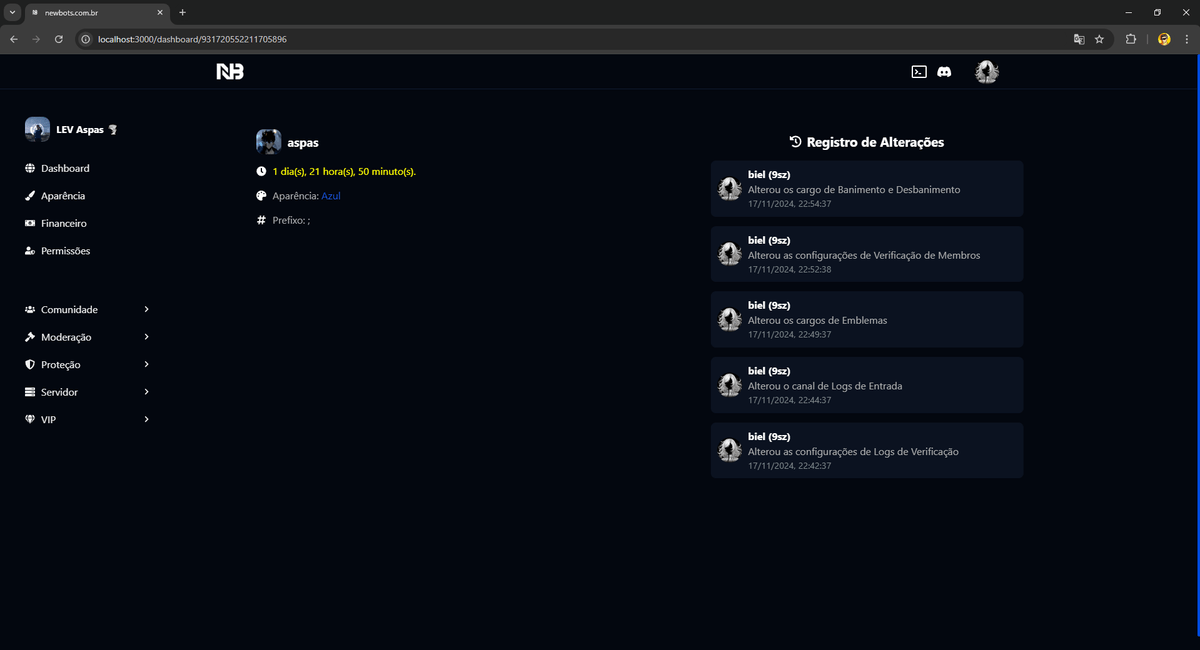 newbots.com.br
localhost:3000/dashboard/931720552211705896
NB
LEV Aspas
Dashboard
Aparência
Financeiro
Permissões
Comunidade
Moderação
Proteção
Servidor
VIP
aspas
1 dia(s), 21 hora(s), 50 minuto(s).
Aparência: Azul
Prefixo: ;
Registro de Alterações
biel (9sz)
Alterou os cargo de Banimento e Desbanimento
17/11/2024, 22:54:37
biel (9sz)
Alterou as configurações de Verificação de Membros
17/11/2024, 22:52:38
biel (9sz)
Alterou os cargos de Emblemas
17/11/2024, 22:49:37
biel (9sz)
Alterou o canal de Logs de Entrada
17/11/2024, 22:44:37
biel (9sz)
Alterou as configurações de Logs de Verificação
17/11/2024, 22:42:37